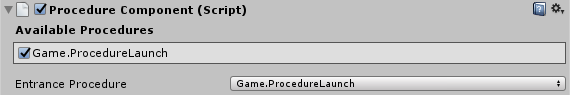 Procedure Component (Script)
Available Procedures
Game.ProcedureLaunch
Entrance Procedure Game.ProcedureLaunch